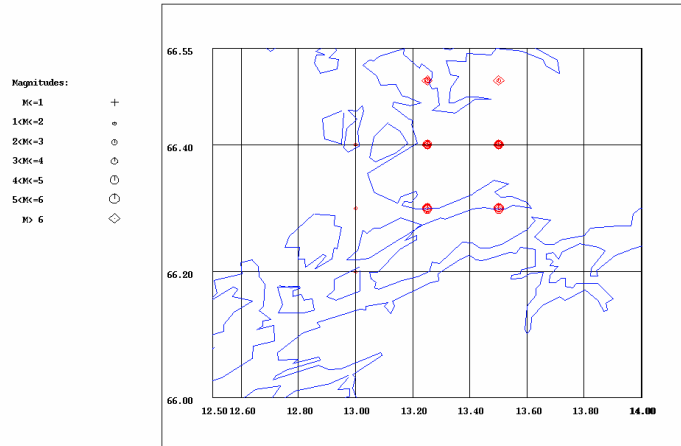 Magnitudes:
M<=1
1<M<=2
2<M<=3
3<M<=4
4<M<=5
5<M<=6
M> 6
66.55
66.40
66.20
66.00
12.50 12.60 12.80 13.00 13.20 13.40 13.60 13.80 14.00